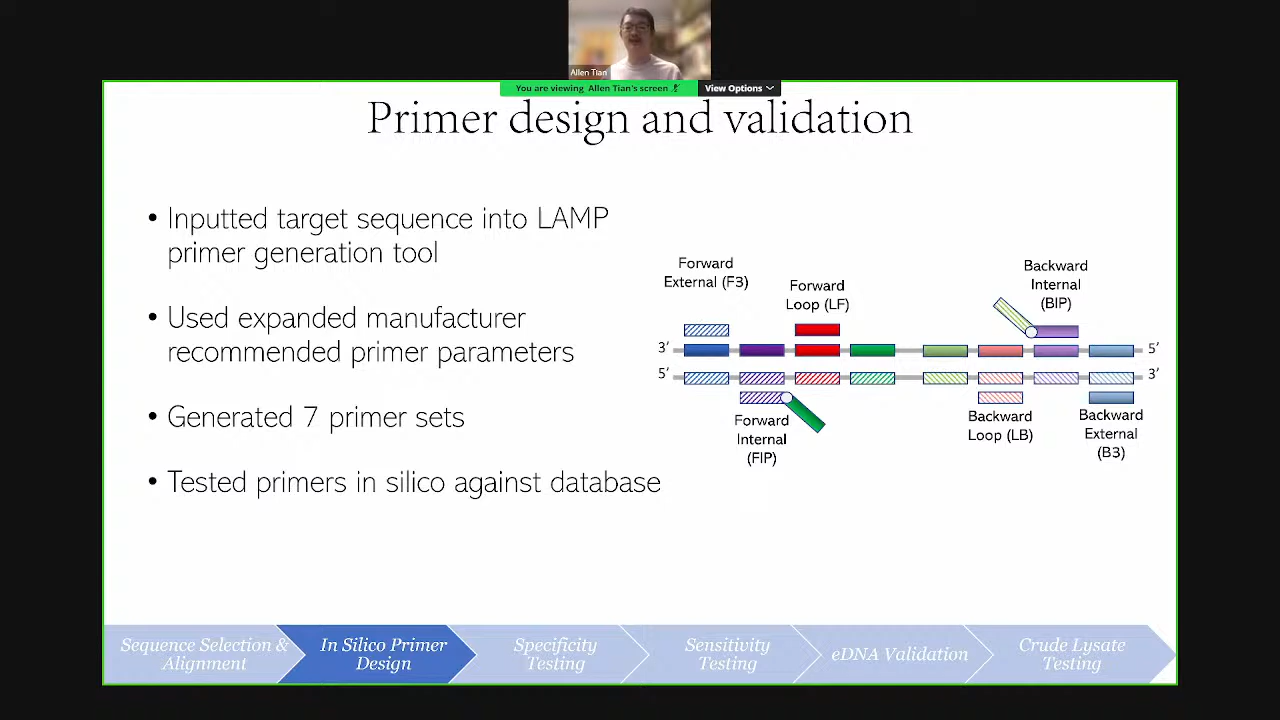 Allen Tian
You are viewing Allen Tian's screen
View Options
Primer design and validation
• Inputted target sequence into LAMP
primer generation tool
• Used expanded manufacturer
recommended primer parameters
• Generated 7 primer sets
• Tested primers in silico against database
Forward
External (F3)
Forward
Loop (LF)
Backward
Internal
(BIP)
3’
5’
5’
3’
Forward
Internal
(FIP)
Backward
Loop (LB)
Backward
External
(B3)
Sequence Selection &
Alignment
In Silico Primer
Design
Specificity
Testing
Sensitivity
Testing
eDNA Validation
Crude Lysate
Testing